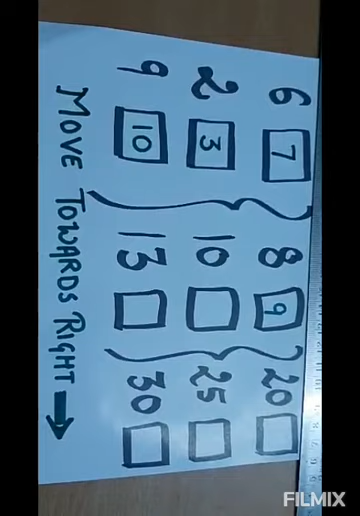 6 7 8 9 20
2 3 10 25
9 10 13 30
MOVE TOWARDS RIGHT →
FILMIX